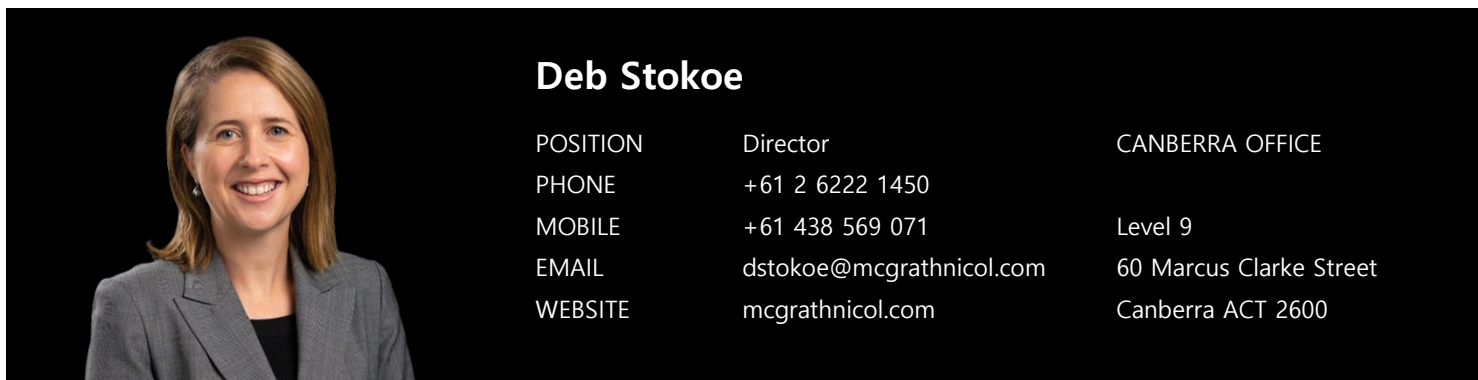 Deb Stokoe
POSITION Director CANBERRA OFFICE
PHONE +61 2 6222 1450
MOBILE +61 438 569 071 Level 9
EMAIL dstokoe@mcgrathnicol.com 60 Marcus Clarke Street
WEBSITE mcgrathnicol.com Canberra ACT 2600